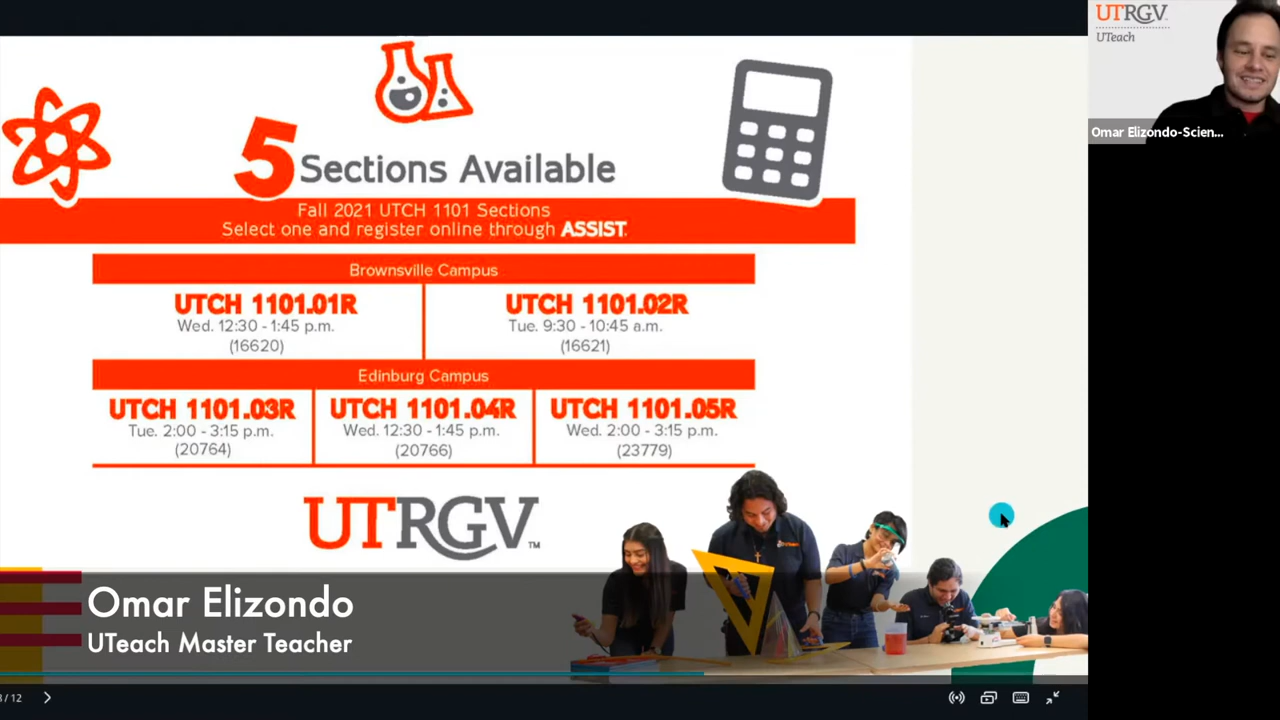 5 Sections Available
Fall 2021 UTCH 1101 Sections
Select one and register online through ASSIST.
Brownsville Campus
UTCH 1101.01R
Wed. 12:30 - 1:45 p.m.
(16620)
UTCH 1101.02R
Tue. 9:30 - 10:45 a.m.
(16621)
Edinburg Campus
UTCH 1101.03R
Tue. 2:00 - 3:15 p.m.
(20764)
UTCH 1101.04R
Wed. 12:30 - 1:45 p.m.
(20766)
UTCH 1101.05R
Wed. 2:00 - 3:15 p.m.
(23779)
UTRGV™
Omar Elizondo
UTeach Master Teacher
/ 12
UTRGV
UTeach
Omar Elizondo-Scien...